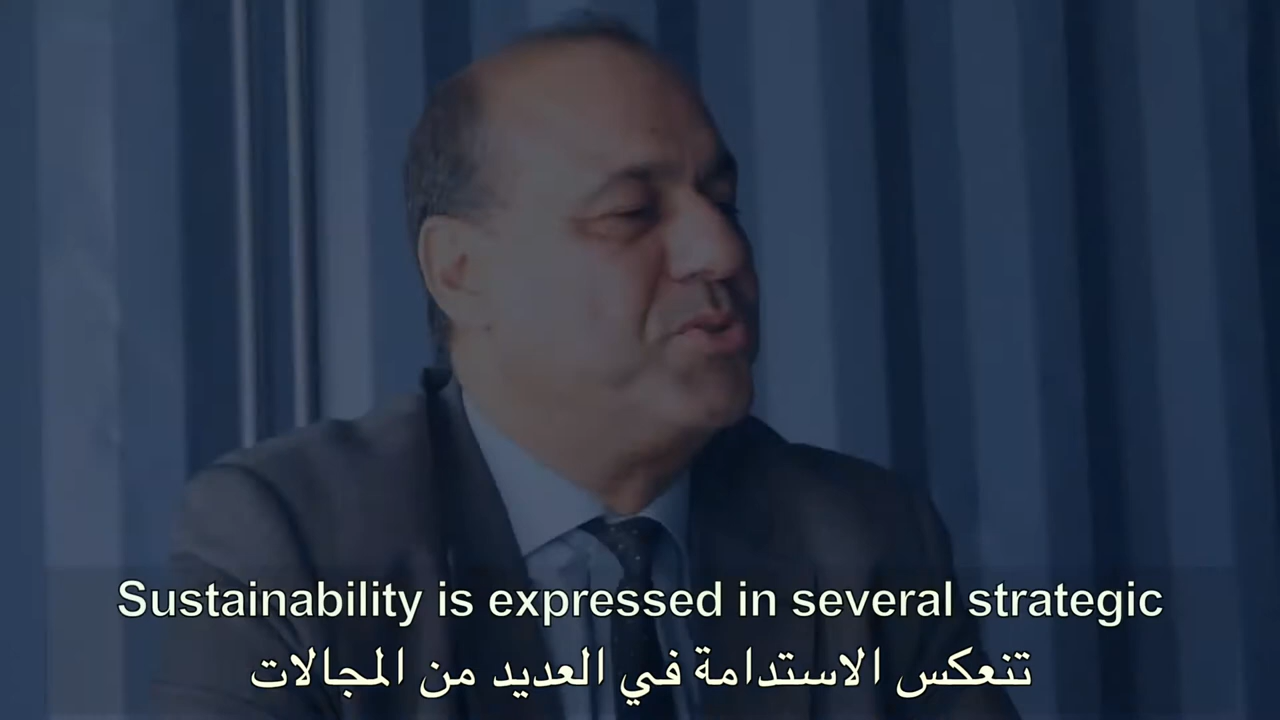 Sustainability is expressed in several strategic
تنعكس الاستدامة في العديد من المجالات